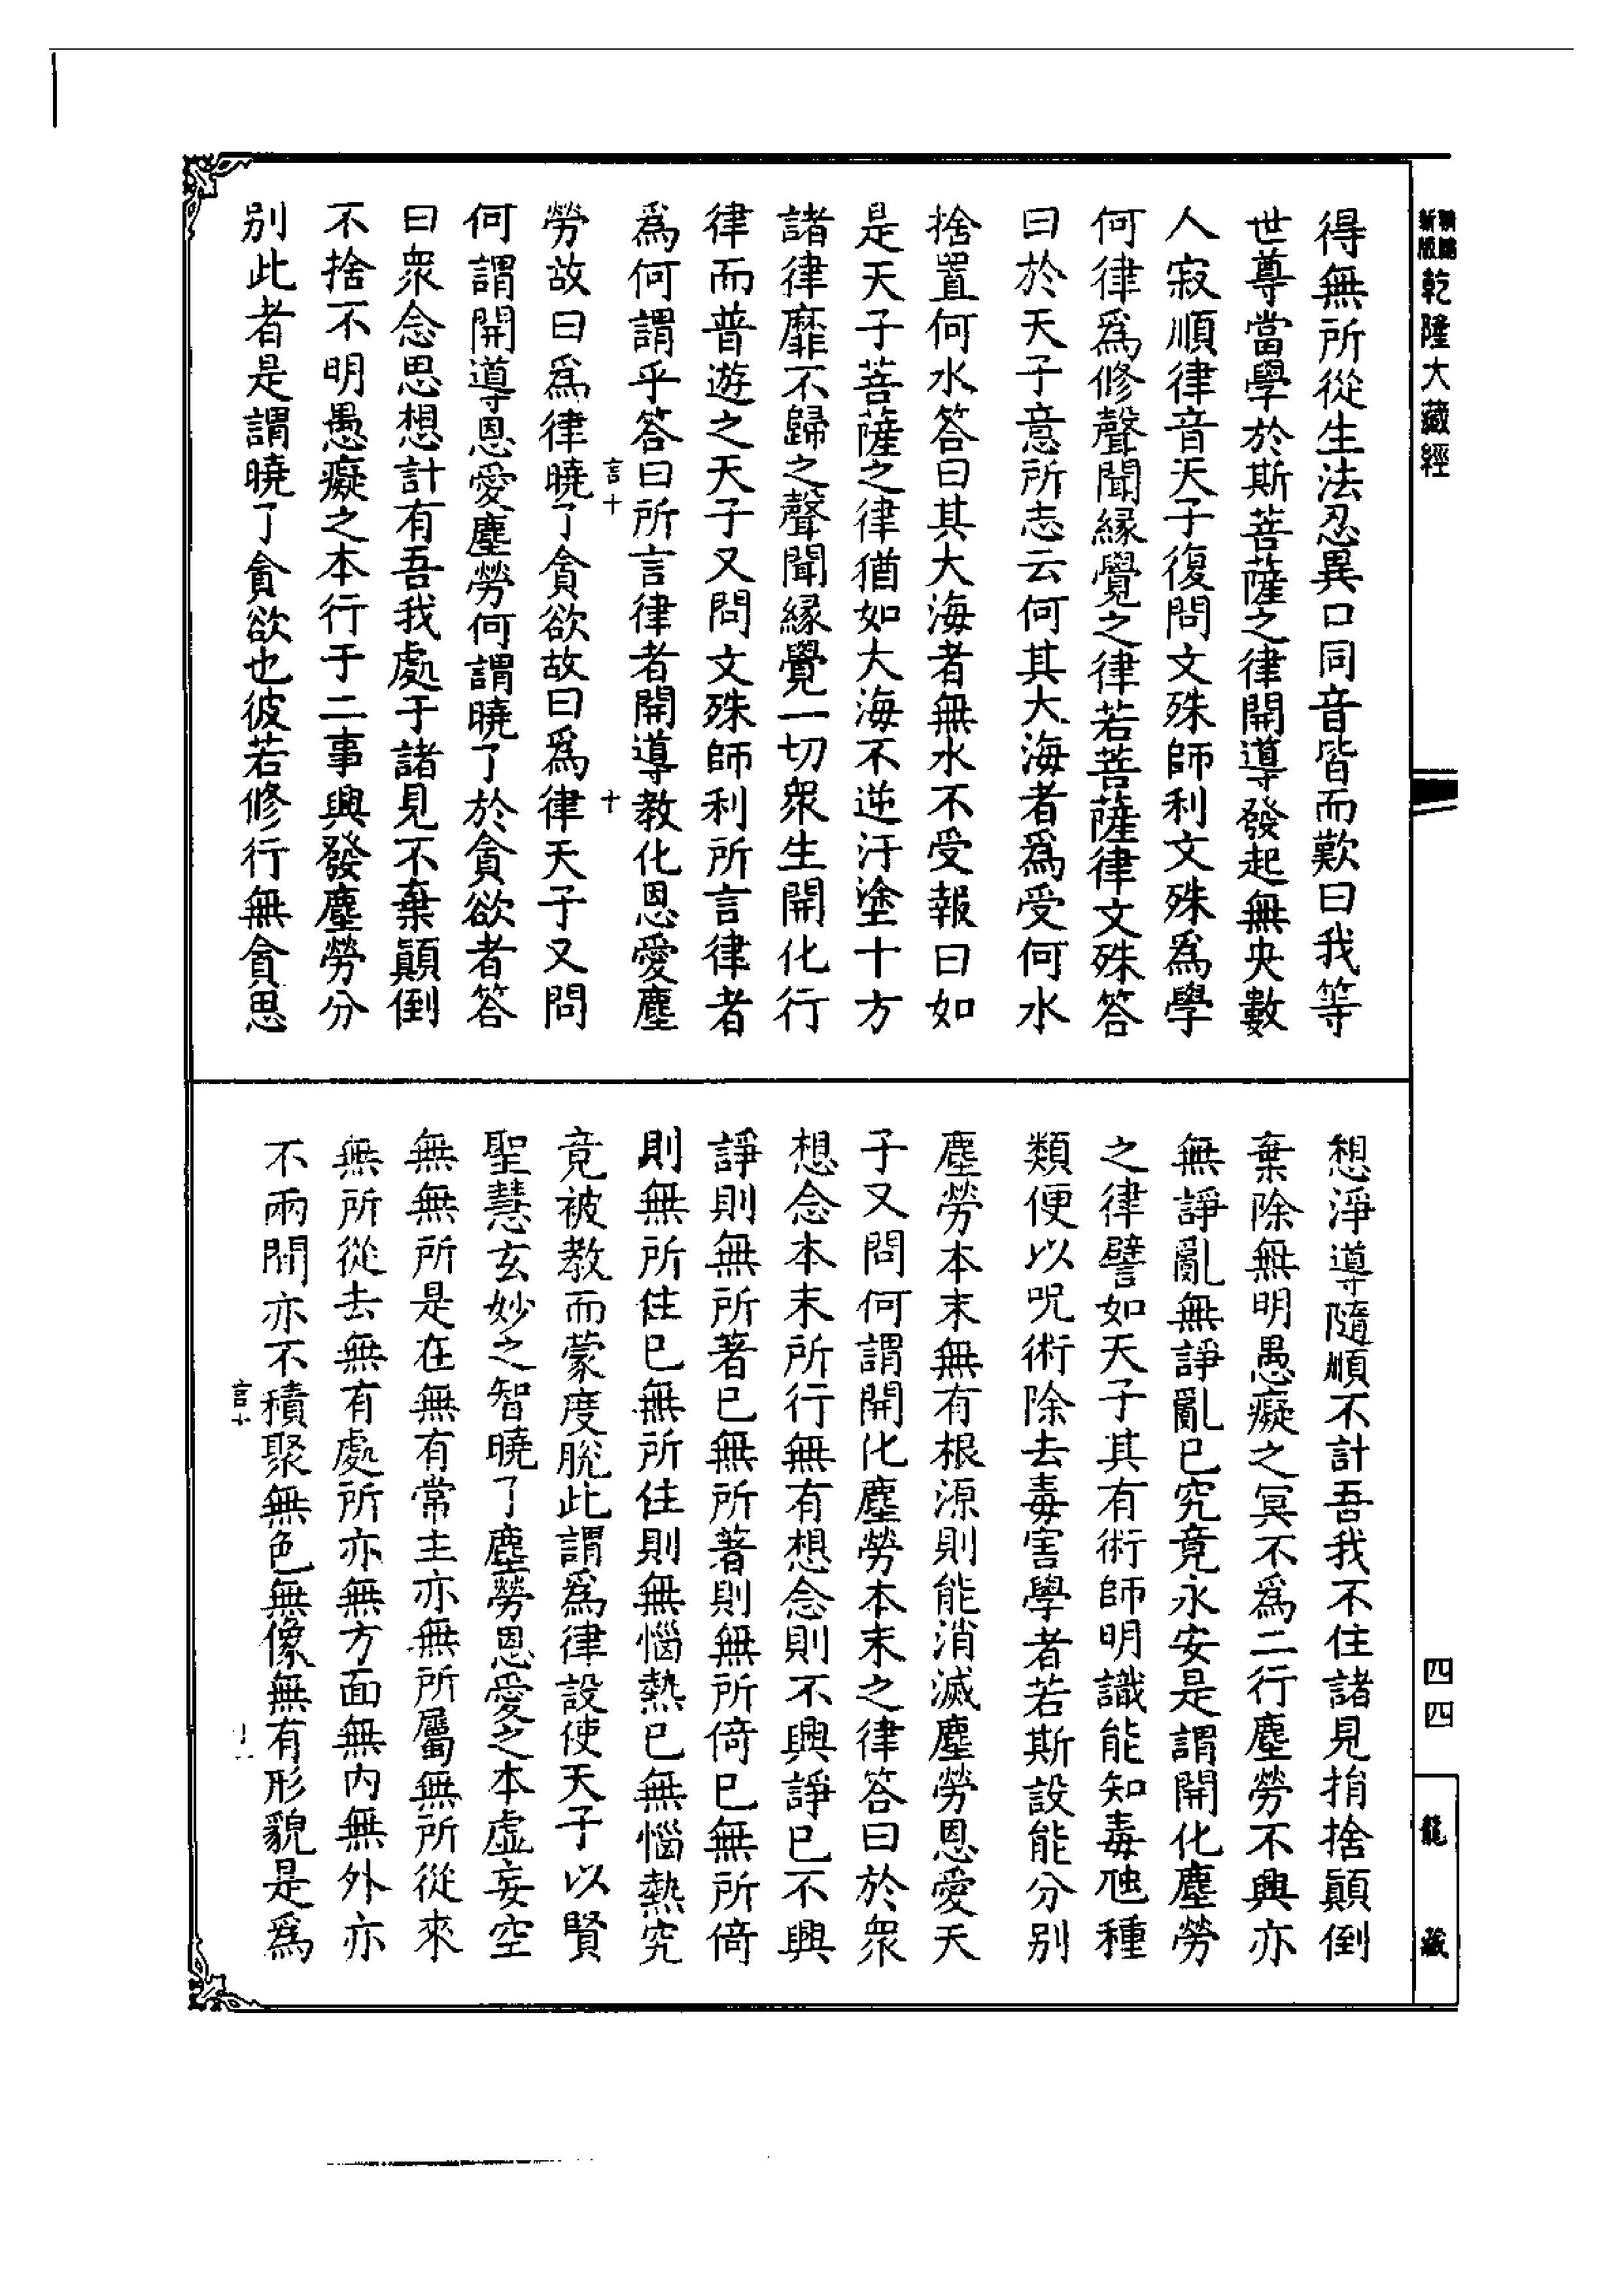 新版
乾隆大藏經
四四
龍藏
得無所從生法忍異口同音皆而歎曰我等
世尊當學於斯菩薩之律開導發起無央數
人寂順律音天子復問文殊師利文殊爲學
何律爲修聲聞緣覺之律若菩薩律文殊答
曰於天子意所志云何其大海者爲受何水
捨置何水答曰其大海者無水不受報曰如
是天子菩薩之律猶如大海不逆汙塗十方
諸律靡不歸之聲聞緣覺一切衆生開化行
律而普遊之天子又問文殊師利所言律者
爲何謂乎答曰所言律者開導教化恩愛塵
言十
十
勞故曰爲律曉了貪欲故曰爲律天子又問
何謂開導恩愛塵勞何謂曉了於貪欲者答
曰衆念思想計有吾我處于諸見不棄顛倒
不捨不明愚癡之本行于二事興發塵勞分
别此者是謂曉了貪欲也彼若修行無貪思
想淨導隨順不計吾我不住諸見捐捨顛倒
棄除無明愚癡之冥不爲二行塵勞不興亦
無諍亂無諍亂已究竟永安是謂開化塵勞
之律譬如天子其有術師明識能知毒虺種
類便以呪術除去毒害學者若斯設能分别
塵勞本末無有根源則能消滅塵勞恩愛天
子又問何謂開化塵勞本末之律答曰於衆
想念本末所行無有想念則不興諍已不興
諍則無所著已無所著則無所倚已無所倚
則無所住已無所住則無惱熱已無惱熱究
竟被教而蒙度脫此謂爲律設使天子以賢
聖慧玄妙之智曉了塵勞恩愛之本虛妄空
無無所是在無有常主亦無所屬無所從來
無所從去無有處所亦無方面無內無外亦
不兩間亦不積聚無色無像無有形貌是爲
言十